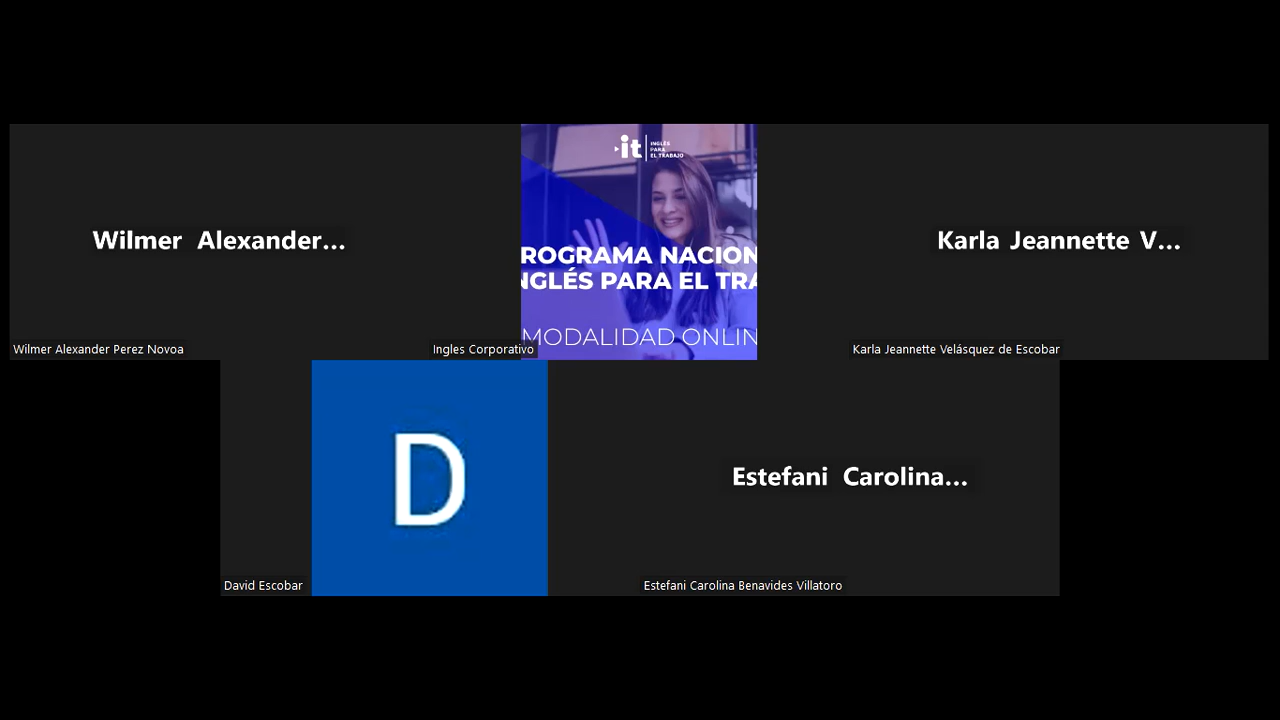 it INGLÉS
PARA
EL TRABAJO
Wilmer Alexander...
ROGRAMA NACION
NGLÉS PARA EL TRA
MODALIDAD ONLIN
Karla Jeannette V...
Wilmer Alexander Perez Novoa
Ingles Corporativo
Karla Jeannette Velásquez de Escobar
D
Estefani Carolina...
David Escobar
Estefani Carolina Benavides Villatoro